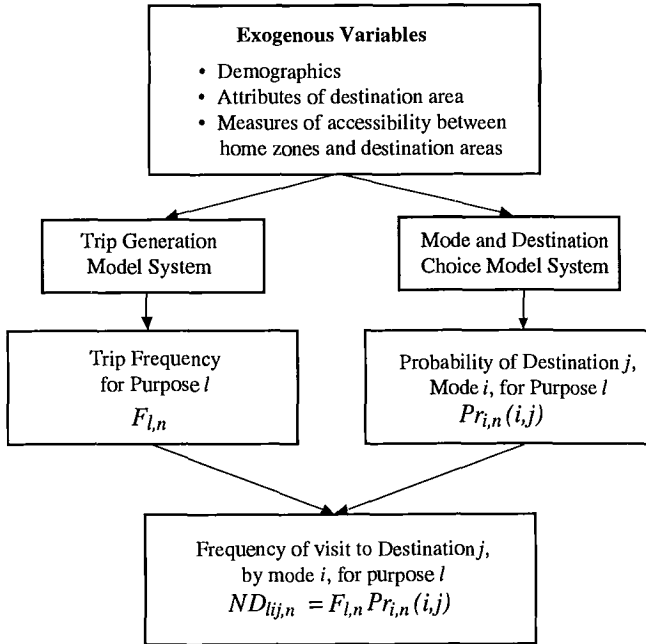 Exogenous Variables
• Demographics
• Attributes of destination area
• Measures of accessibility between
home zones and destination areas
Trip Generation
Model System
Mode and Destination
Choice Model System
Trip Frequency
for Purpose l
F_{l,n}
Probability of Destination j,
Mode i, for Purpose l
Pr_{i,n}(i,j)
Frequency of visit to Destination j,
by mode i, for purpose l
ND_{lij,n} = F_{l,n} Pr_{i,n}(i,j)